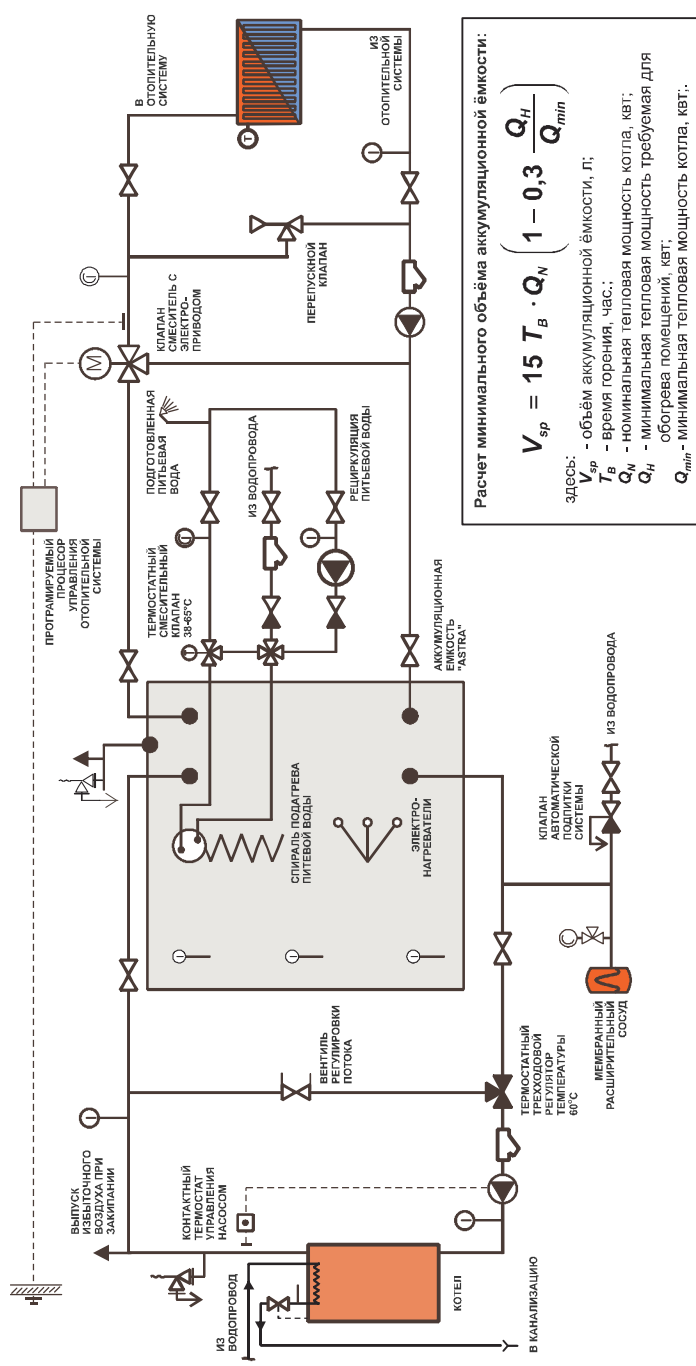 В
ОТОПИТЕЛЬНУЮ
СИСТЕМУ
T
ИЗ
ОТОПИТЕЛЬНОЙ
СИСТЕМЫ
КЛАПАН
СМЕСИТЕЛЬ С
ЭЛЕКТРО-
ПРИВОДОМ
M
ПЕРЕПУСКНОЙ
КЛАПАН
ПРОГРАМИРУЕМЫЙ
ПРОЦЕСОР
УПРАВЛЕНИЯ
ОТОПИТЕЛЬНОЙ
СИСТЕМЫ
ПОДГОТОВЛЕННАЯ
ПИТЬЕВАЯ
ВОДА
ИЗ ВОДОПРОВОДА
РЕЦИРКУЛЯЦИЯ
ПИТЬЕВОЙ ВОДЫ
ТЕРМОСТАТНЫЙ
СМЕСИТЕЛЬНЫЙ
КЛАПАН
38-65°C
АККУМУЛЯЦИОННАЯ
ЕМКОСТЬ
"ASTRA"
СПИРАЛЬ ПОДАГРЕВА
ПИТЕВОЙ ВОДЫ
ЭЛЕКТРО-
НАГРЕВАТЕЛИ
ИЗ ВОДОПРОВОДА
КЛАПАН
АВТОМАТИЧЕСКОЙ
ПОДПИТКИ
СИСТЕМЫ
МЕМБРАННЫЙ
РАСШИРИТЕЛЬНЫЙ
СОСУД
ВЕНТИЛЬ
РЕГУЛИРОВКИ
ПОТОКА
ТЕРМОСТАТНЫЙ
ТРЕХХОДОВОЙ
РЕГУЛЯТОР
ТЕМПЕРАТУРЫ
60°C
ВЫПУСК
ИЗБЫТОЧНОГО
ВОЗДУХА ПРИ
ЗАКИПАНИИ
КОНТАКТНЫЙ
ТЕРМОСТАТ
УПРАВЛЕНИЯ
НАСОСОМ
КОТЕЛ
ИЗ
ВОДОПРОВОД
В КАНАЛИЗАЦИЮ
Расчет минимального объёма аккумуляционной ёмкости:
V_sp = 15 T_B · Q_N (1 – 0,3 Q_H / Q_min)
здесь:
V_sp - объём аккумуляционной ёмкости, л;
T_B - время горения, час.;
Q_N - номинальная тепловая мощность котла, квт;
Q_H - минимальная тепловая мощность требуемая для
обогрева помещений, квт;
Q_min - минимальная тепловая мощность котла, квт;.